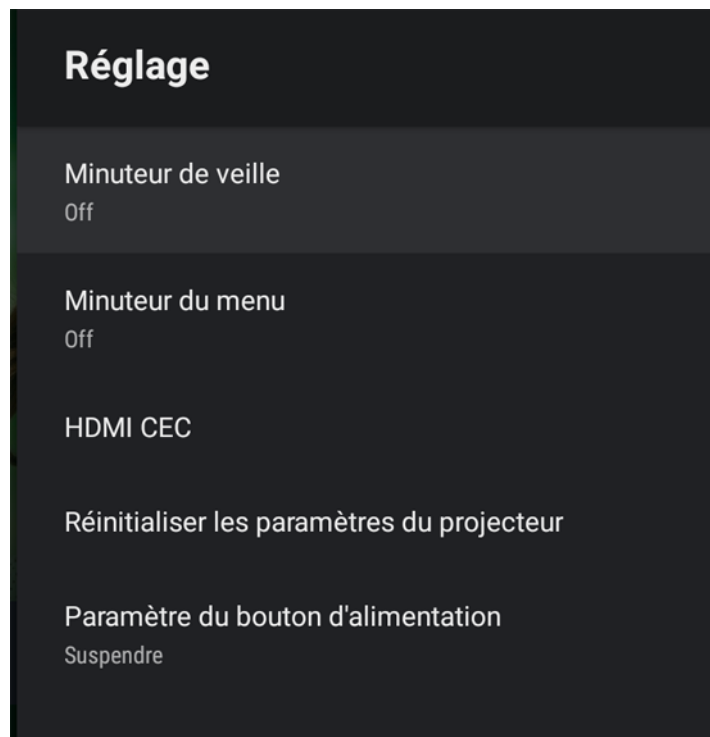 Réglage
Minuteur de veille
Off
Minuteur du menu
Off
HDMI CEC
Réinitialiser les paramètres du projecteur
Paramètre du bouton d'alimentation
Suspendre